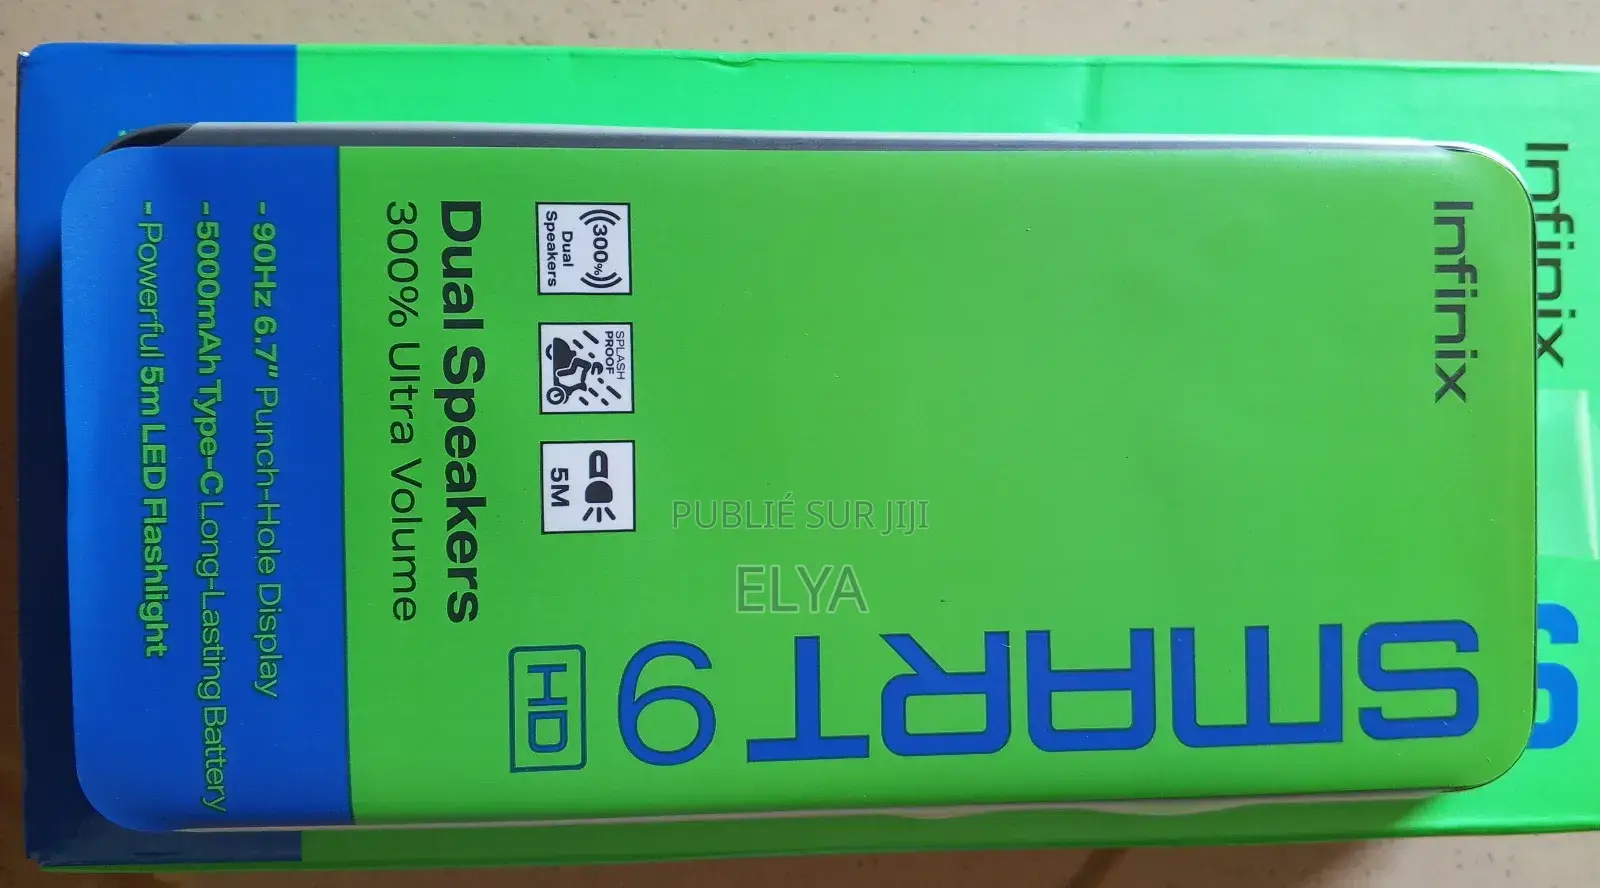 Infinix
Infinix
SMART 9
HD
(300%)
Dual
Speakers
SPLASH
PROOF
5M
Dual Speakers
300% Ultra Volume
- 90Hz 6.7" Punch-Hole Display
- 5000mAh Type-C Long-Lasting Battery
- Powerful 5m LED Flashlight
S
PUBLIÉ SUR JIJI
ELYA